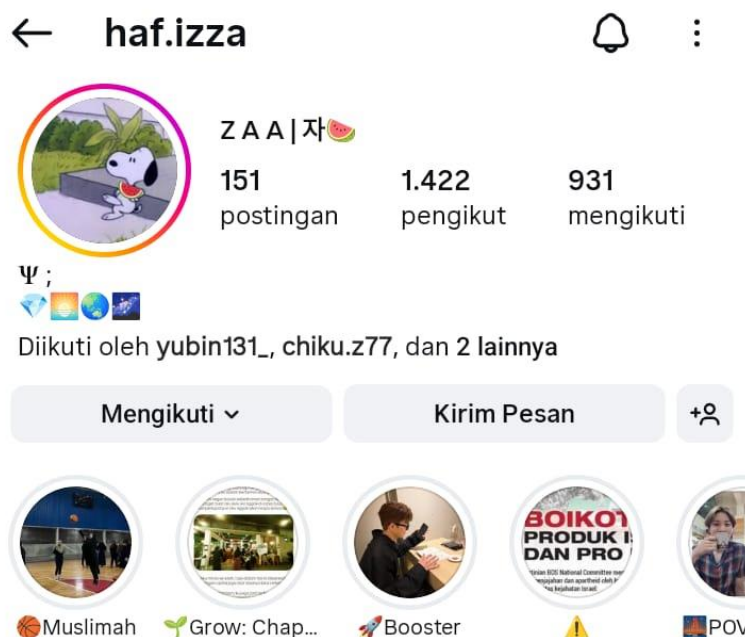 haf.izza
Z A A | 자🍉
151
postingan
1.422
pengikut
931
mengikuti
Ψ ;
💎🌅🌏🌌
Diikuti oleh yubin131_, chiku.z77, dan 2 lainnya
Mengikuti
Kirim Pesan
BOIKOT
PRODUK I
DAN PRO
🏀Muslimah
🌱Grow: Chap...
🚀Booster
⚠️
🌉POV